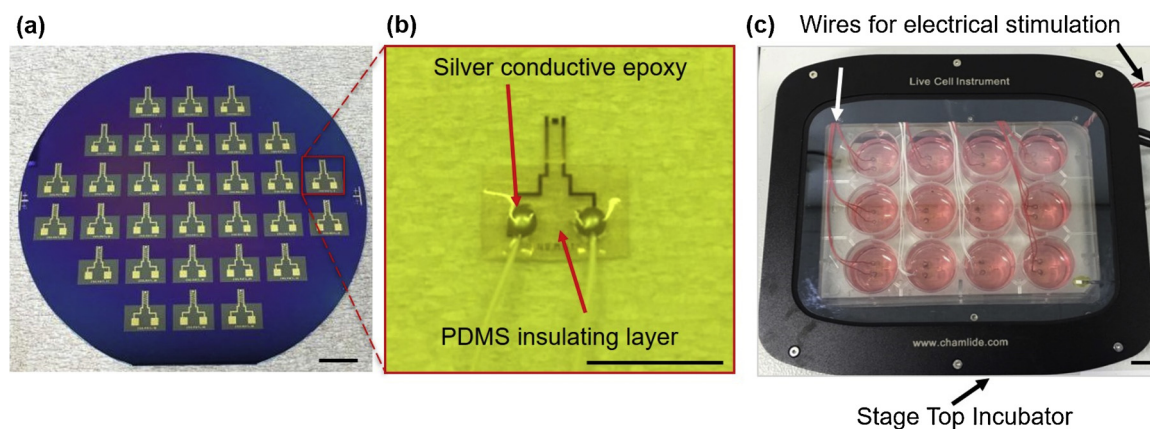 (a)
(b)
(c)
Wires for electrical stimulation
Silver conductive epoxy
PDMS insulating layer
Live Cell Instrument
www.chamlide.com
Stage Top Incubator